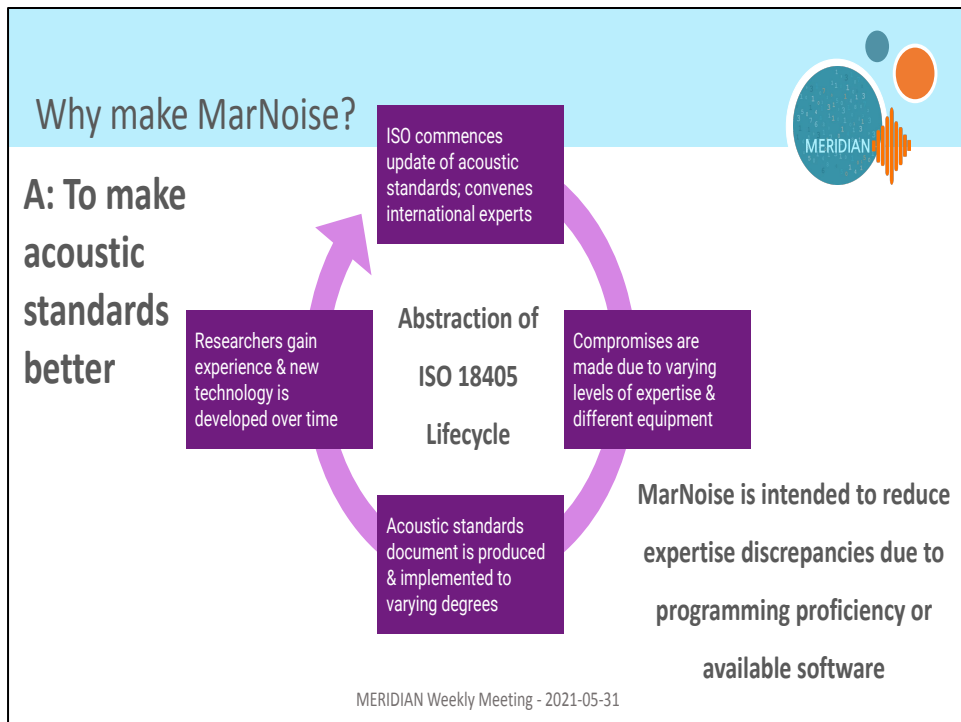 Why make MarNoise?
MERIDIAN
A: To make
acoustic
standards
better
ISO commences
update of acoustic
standards; convenes
international experts
Compromises are
made due to varying
levels of expertise &
different equipment
Acoustic standards
document is produced
& implemented to
varying degrees
Researchers gain
experience & new
technology is
developed over time
Abstraction of
ISO 18405
Lifecycle
MarNoise is intended to reduce
expertise discrepancies due to
programming proficiency or
available software
MERIDIAN Weekly Meeting - 2021-05-31